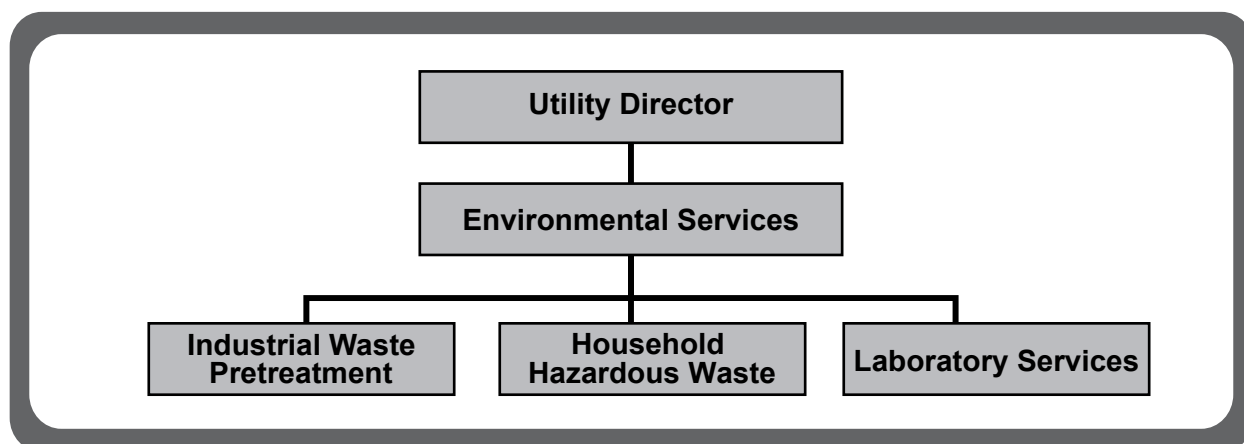 Utility Director
Environmental Services
Industrial Waste
Pretreatment
Household
Hazardous Waste
Laboratory Services